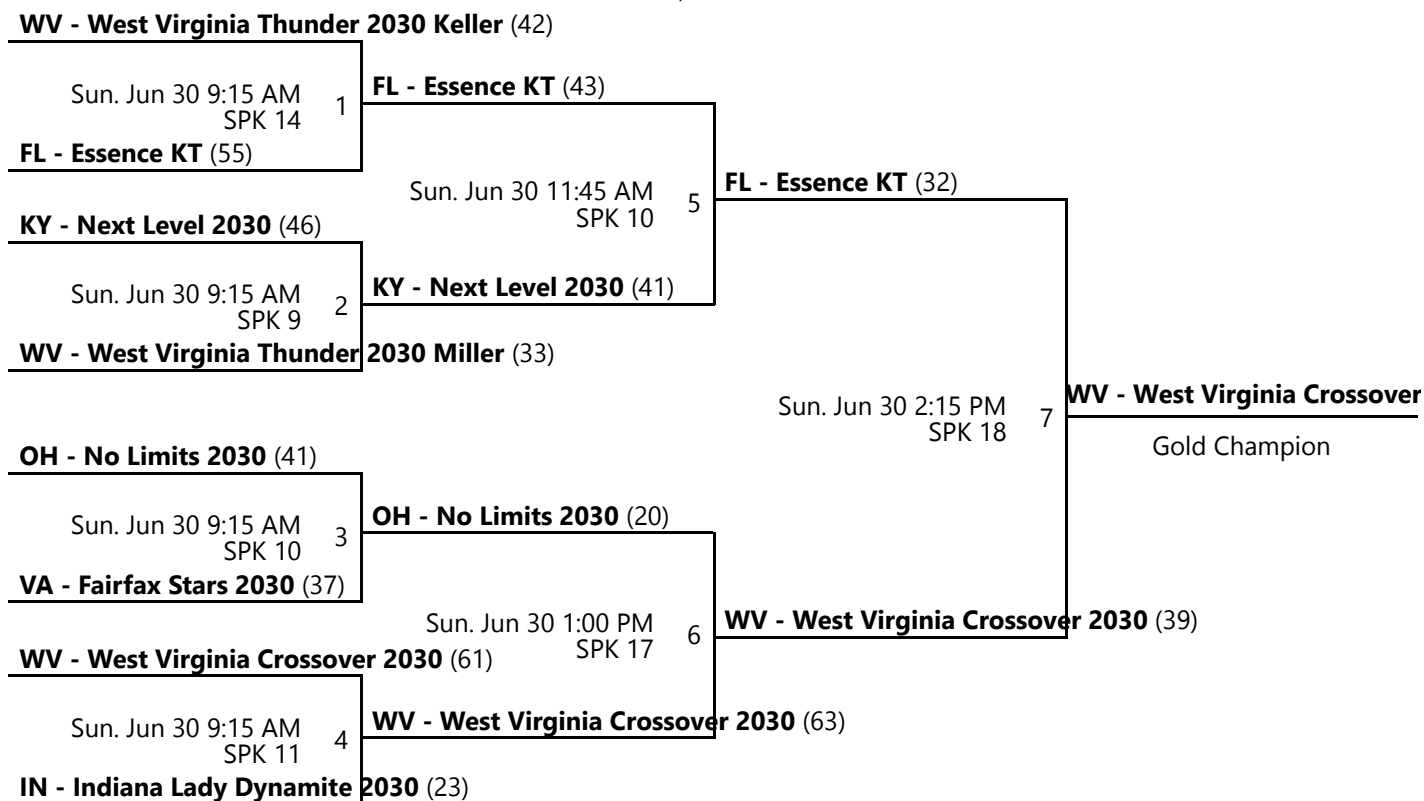 WV - West Virginia Thunder 2030 Keller (42)
Sun. Jun 30 9:15 AM
SPK 14
1
FL - Essence KT (55)
FL - Essence KT (43)
KY - Next Level 2030 (46)
Sun. Jun 30 9:15 AM
SPK 9
2
WV - West Virginia Thunder 2030 Miller (33)
KY - Next Level 2030 (41)
Sun. Jun 30 11:45 AM
SPK 10
5
FL - Essence KT (32)
OH - No Limits 2030 (41)
Sun. Jun 30 9:15 AM
SPK 10
3
VA - Fairfax Stars 2030 (37)
OH - No Limits 2030 (20)
WV - West Virginia Crossover 2030 (61)
Sun. Jun 30 9:15 AM
SPK 11
4
IN - Indiana Lady Dynamite 2030 (23)
WV - West Virginia Crossover 2030 (63)
Sun. Jun 30 1:00 PM
SPK 17
6
WV - West Virginia Crossover 2030 (39)
Sun. Jun 30 2:15 PM
SPK 18
7
WV - West Virginia Crossover
Gold Champion